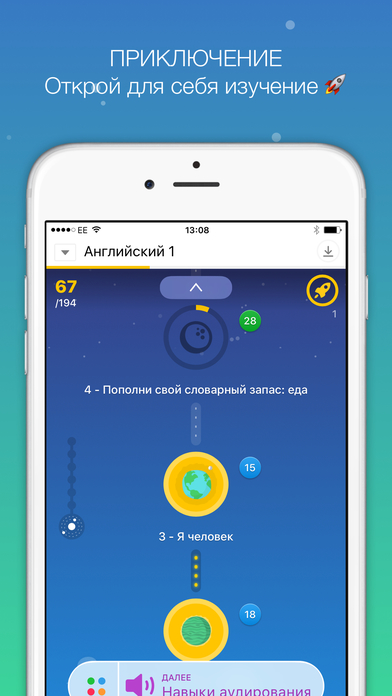 ПРИКЛЮЧЕНИЕ
Открой для себя изучение 🚀
EE
13:08
Английский 1
67
/194
1
28
4 - Пополни свой словарный запас: еда
15
3 - Я человек
18
ДАЛЕЕ
Навыки аудирования